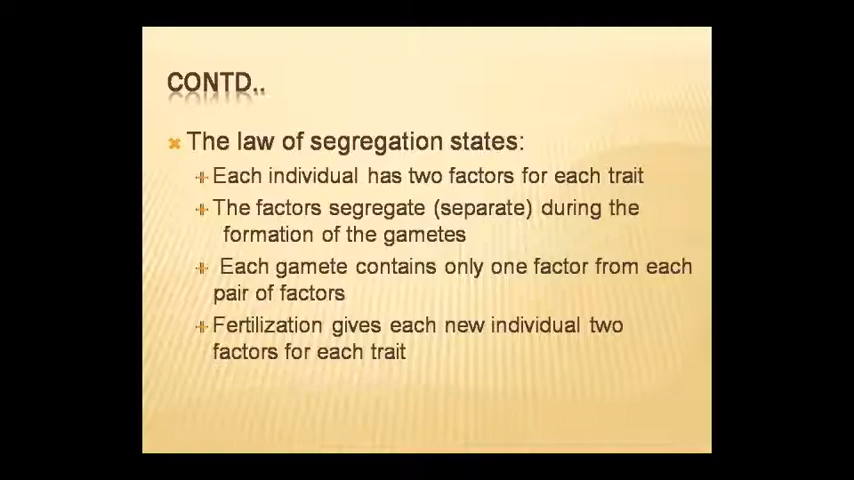 CONTD..
The law of segregation states:
Each individual has two factors for each trait
The factors segregate (separate) during the
formation of the gametes
Each gamete contains only one factor from each
pair of factors
Fertilization gives each new individual two
factors for each trait